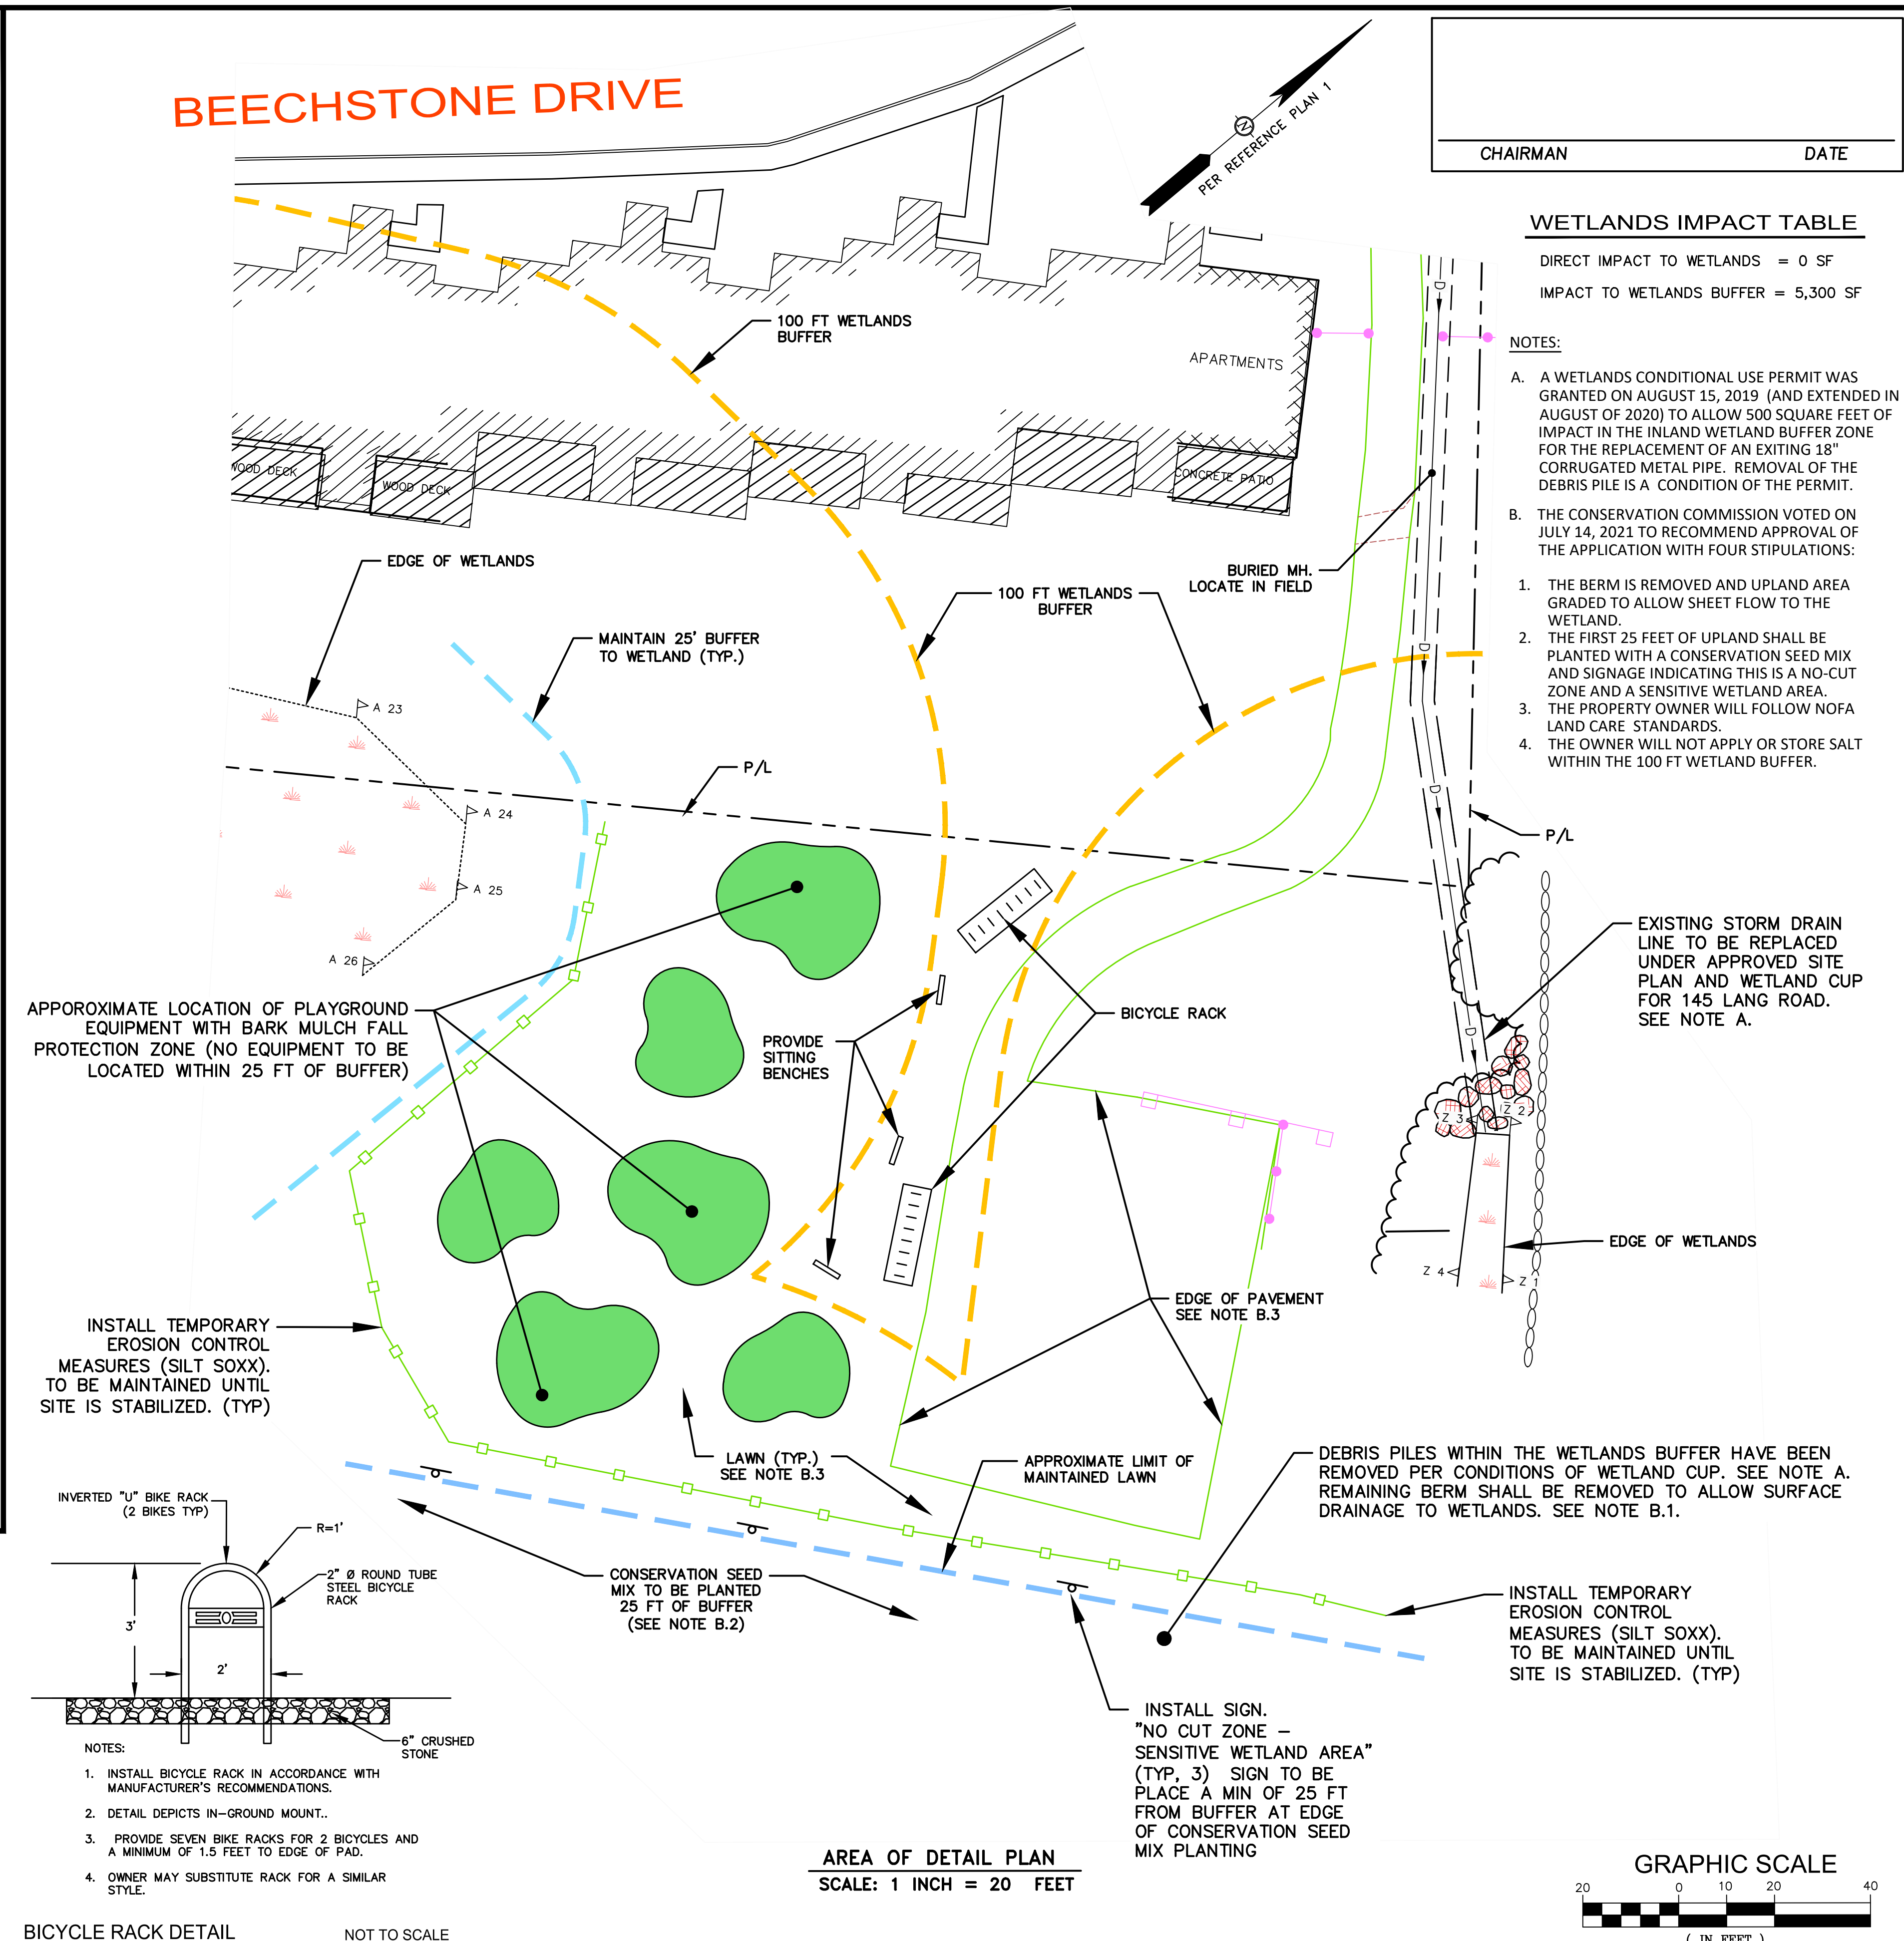 BEECHSTONE DRIVE
N
PER REFERENCE PLAN 1
CHAIRMAN DATE
WETLANDS IMPACT TABLE
DIRECT IMPACT TO WETLANDS = 0 SF
IMPACT TO WETLANDS BUFFER = 5,300 SF
NOTES:
A. A WETLANDS CONDITIONAL USE PERMIT WAS
GRANTED ON AUGUST 15, 2019 (AND EXTENDED IN
AUGUST OF 2020) TO ALLOW 500 SQUARE FEET OF
IMPACT IN THE INLAND WETLAND BUFFER ZONE
FOR THE REPLACEMENT OF AN EXITING 18"
CORRUGATED METAL PIPE. REMOVAL OF THE
DEBRIS PILE IS A CONDITION OF THE PERMIT.
B. THE CONSERVATION COMMISSION VOTED ON
JULY 14, 2021 TO RECOMMEND APPROVAL OF
THE APPLICATION WITH FOUR STIPULATIONS:
1. THE BERM IS REMOVED AND UPLAND AREA
GRADED TO ALLOW SHEET FLOW TO THE
WETLAND.
2. THE FIRST 25 FEET OF UPLAND SHALL BE
PLANTED WITH A CONSERVATION SEED MIX
AND SIGNAGE INDICATING THIS IS A NO-CUT
ZONE AND A SENSITIVE WETLAND AREA.
3. THE PROPERTY OWNER WILL FOLLOW NOFA
LAND CARE STANDARDS.
4. THE OWNER WILL NOT APPLY OR STORE SALT
WITHIN THE 100 FT WETLAND BUFFER.
100 FT WETLANDS
BUFFER
APARTMENTS
WOOD DECK
WOOD DECK
CONCRETE PATIO
D
D
D
D
EDGE OF WETLANDS
BURIED MH.
LOCATE IN FIELD
100 FT WETLANDS
BUFFER
MAINTAIN 25' BUFFER
TO WETLAND (TYP.)
A 23
P/L
A 24
P/L
A 25
A 26
EXISTING STORM DRAIN
LINE TO BE REPLACED
UNDER APPROVED SITE
PLAN AND WETLAND CUP
FOR 145 LANG ROAD.
SEE NOTE A.
APPOROXIMATE LOCATION OF PLAYGROUND
EQUIPMENT WITH BARK MULCH FALL
PROTECTION ZONE (NO EQUIPMENT TO BE
LOCATED WITHIN 25 FT OF BUFFER)
PROVIDE
SITTING
BENCHES
BICYCLE RACK
Z 3
Z 2
EDGE OF WETLANDS
Z 4
Z 1
EDGE OF PAVEMENT
SEE NOTE B.3
INSTALL TEMPORARY
EROSION CONTROL
MEASURES (SILT SOXX).
TO BE MAINTAINED UNTIL
SITE IS STABILIZED. (TYP)
LAWN (TYP.)
SEE NOTE B.3
APPROXIMATE LIMIT OF
MAINTAINED LAWN
DEBRIS PILES WITHIN THE WETLANDS BUFFER HAVE BEEN
REMOVED PER CONDITIONS OF WETLAND CUP. SEE NOTE A.
REMAINING BERM SHALL BE REMOVED TO ALLOW SURFACE
DRAINAGE TO WETLANDS. SEE NOTE B.1.
CONSERVATION SEED
MIX TO BE PLANTED
25 FT OF BUFFER
(SEE NOTE B.2)
INSTALL TEMPORARY
EROSION CONTROL
MEASURES (SILT SOXX).
TO BE MAINTAINED UNTIL
SITE IS STABILIZED. (TYP)
INSTALL SIGN.
"NO CUT ZONE –
SENSITIVE WETLAND AREA"
(TYP, 3) SIGN TO BE
PLACE A MIN OF 25 FT
FROM BUFFER AT EDGE
OF CONSERVATION SEED
MIX PLANTING
INVERTED "U" BIKE RACK
(2 BIKES TYP)
R=1'
2" Ø ROUND TUBE
STEEL BICYCLE
RACK
3'
2'
6" CRUSHED
STONE
NOTES:
1. INSTALL BICYCLE RACK IN ACCORDANCE WITH
MANUFACTURER'S RECOMMENDATIONS.
2. DETAIL DEPICTS IN–GROUND MOUNT..
3. PROVIDE SEVEN BIKE RACKS FOR 2 BICYCLES AND
A MINIMUM OF 1.5 FEET TO EDGE OF PAD.
4. OWNER MAY SUBSTITUTE RACK FOR A SIMILAR
STYLE.
BICYCLE RACK DETAIL NOT TO SCALE
AREA OF DETAIL PLAN
SCALE: 1 INCH = 20 FEET
GRAPHIC SCALE
20 0 10 20 40
( IN FEET )